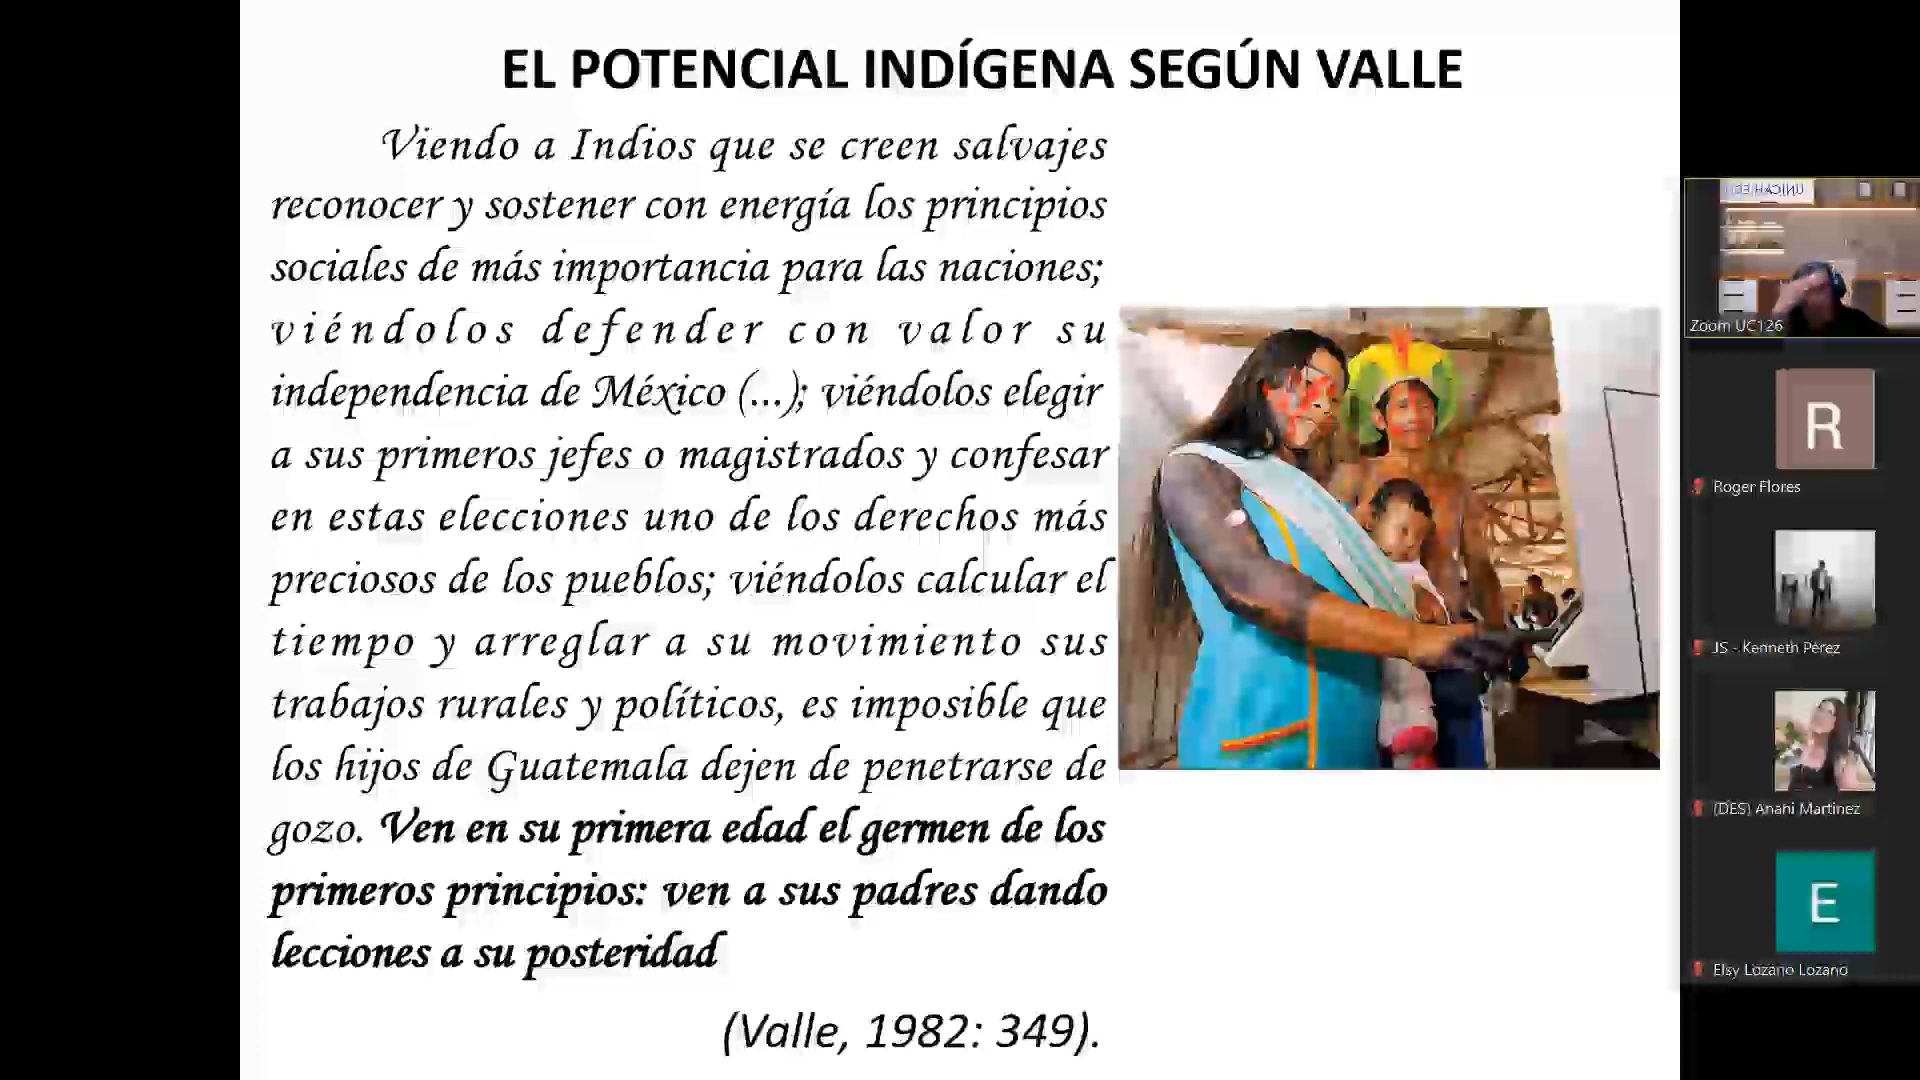 EL POTENCIAL INDÍGENA SEGÚN VALLE
Viendo a Indios que se creen salvajes
reconocer y sostener con energía los principios
sociales de más importancia para las naciones;
viéndolos defender con valor su
independencia de México (...); viéndolos elegir
a sus primeros jefes o magistrados y confesar
en estas elecciones uno de los derechos más
preciosos de los pueblos; viéndolos calcular el
tiempo y arreglar a su movimiento sus
trabajos rurales y políticos, es imposible que
los hijos de Guatemala dejen de penetrarse de
gozo. Ven en su primera edad el germen de los
primeros principios: ven a sus padres dando
lecciones a su posteridad
(Valle, 1982: 349).
Zoom UC126
R
Roger Flores
JS - Kenneth Pérez
(DES) Anahi Martinez
E
Elsy Lozano Lozano